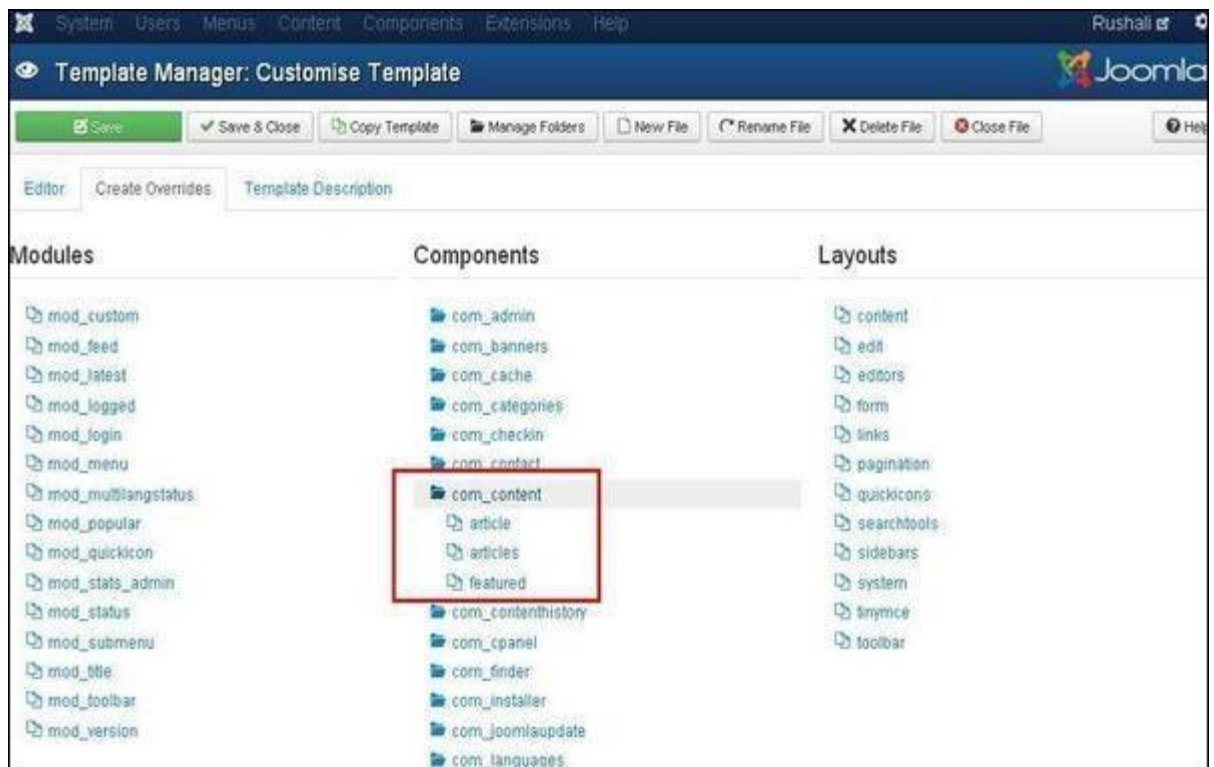 System Users Menus Content Components Extensions Help Rushali
Template Manager: Customise Template Joomla
Save Save & Close Copy Template Manage Folders New File Rename File Delete File Close File Help
Editor Create Overrides Template Description
Modules
mod_custom
mod_feed
mod_latest
mod_logged
mod_login
mod_menu
mod_multilangstatus
mod_popular
mod_quickicon
mod_stats_admin
mod_status
mod_submenu
mod_title
mod_toolbar
mod_version
Components
com_admin
com_banners
com_cache
com_categories
com_checkin
com_contact
com_content
article
articles
featured
com_contenthistory
com_cpanel
com_finder
com_installer
com_joomlaupdate
com_languages
Layouts
content
edit
editors
form
links
pagination
quickicons
searchtools
sidebars
system
tinymce
toolbar